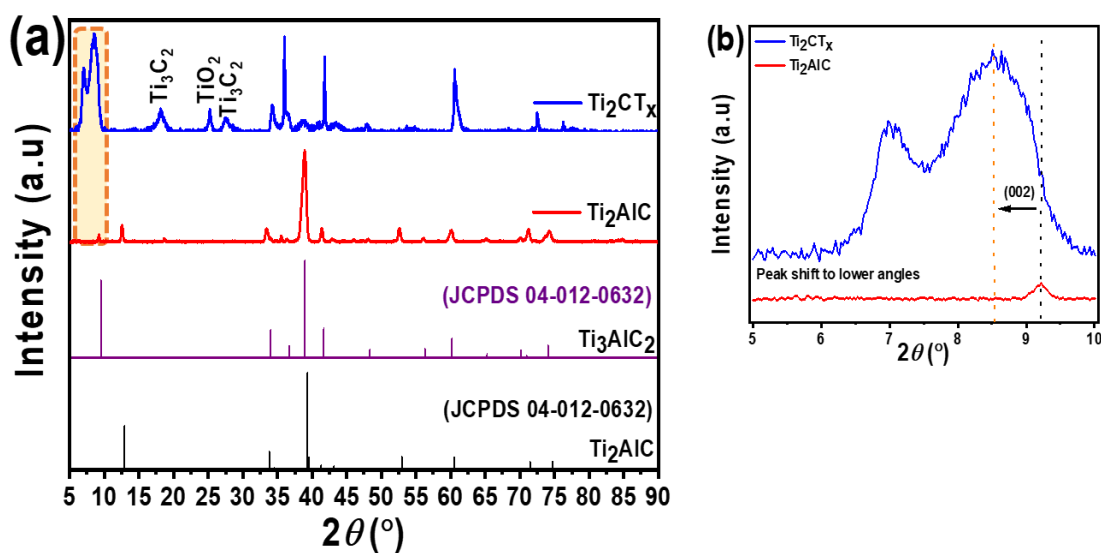 (a)
Ti3C2
TiO2
Ti3C2
Ti2CTx
Ti2AlC
(JCPDS 04-012-0632)
Ti3AlC2
(JCPDS 04-012-0632)
Ti2AlC
5 10 15 20 25 30 35 40 45 50 55 60 65 70 75 80 85 90
2θ (º)
Intensity (a.u)
(b)
Ti2CTx
Ti2AlC
(002)
Peak shift to lower angles
5 6 7 8 9 10
2θ (º)
Intensity (a.u)